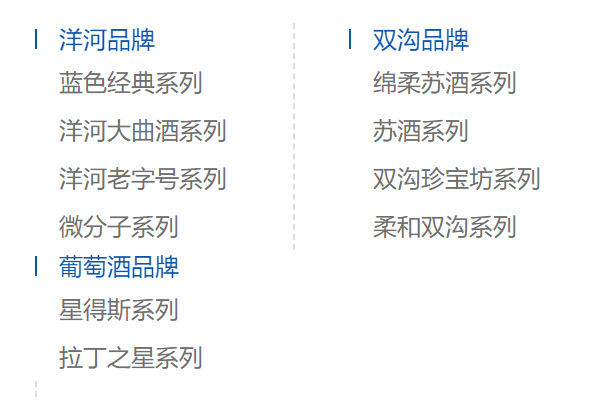 洋河品牌
蓝色经典系列
洋河大曲酒系列
洋河老字号系列
微分子系列
双沟品牌
绵柔苏酒系列
苏酒系列
双沟珍宝坊系列
柔和双沟系列
葡萄酒品牌
星得斯系列
拉丁之星系列